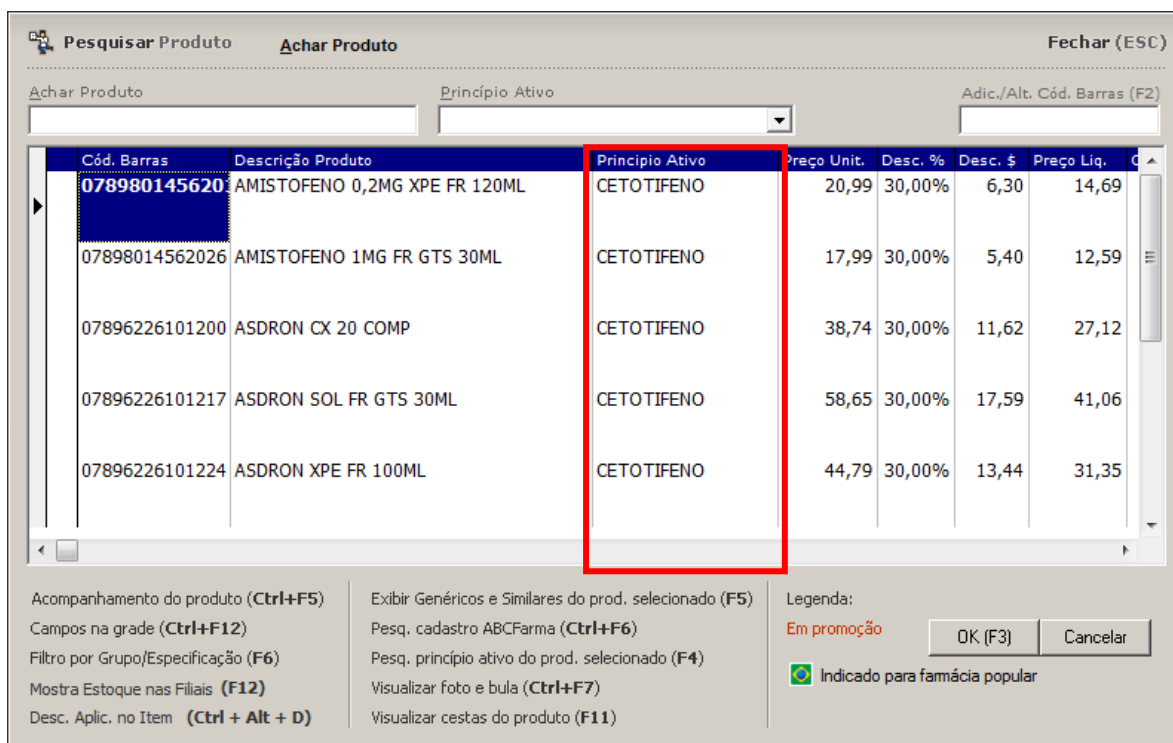 Pesquisar Produto Achar Produto Fechar (ESC)
Achar Produto Princípio Ativo Adic./Alt. Cód. Barras (F2)
Cód. Barras Descrição Produto Principio Ativo Preço Unit. Desc. % Desc. $ Preço Liq.
0789801456201 AMISTOFENO 0,2MG XPE FR 120ML CETOTIFENO 20,99 30,00% 6,30 14,69
07898014562026 AMISTOFENO 1MG FR GTS 30ML CETOTIFENO 17,99 30,00% 5,40 12,59
07896226101200 ASDRON CX 20 COMP CETOTIFENO 38,74 30,00% 11,62 27,12
07896226101217 ASDRON SOL FR GTS 30ML CETOTIFENO 58,65 30,00% 17,59 41,06
07896226101224 ASDRON XPE FR 100ML CETOTIFENO 44,79 30,00% 13,44 31,35
Acompanhamento do produto (Ctrl+F5) Exibir Genéricos e Similares do prod. selecionado (F5) Legenda:
Campos na grade (Ctrl+F12) Pesq. cadastro ABCFarma (Ctrl+F6) Em promoção OK (F3) Cancelar
Filtro por Grupo/Especificação (F6) Pesq. princípio ativo do prod. selecionado (F4)
Mostra Estoque nas Filiais (F12) Visualizar foto e bula (Ctrl+F7) Indicado para farmácia popular
Desc. Aplic. no Item (Ctrl + Alt + D) Visualizar cestas do produto (F11)